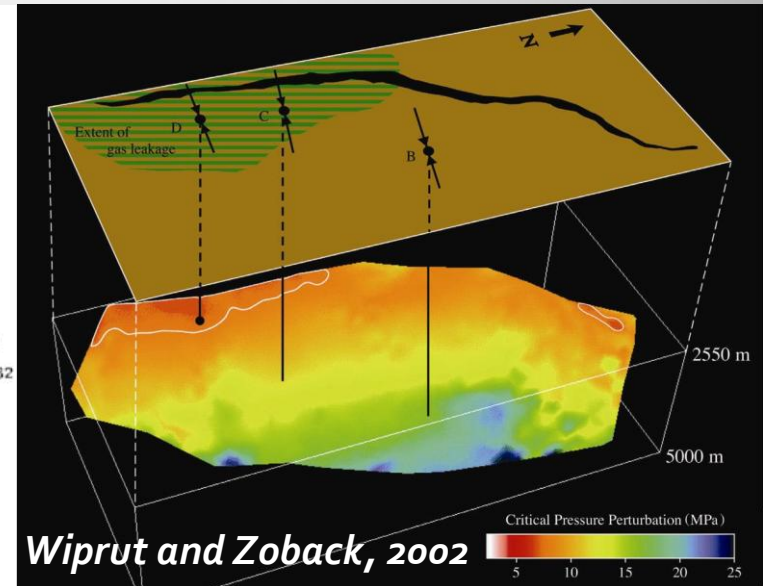 N
D
C
B
Extent of
gas leakage
2550 m
5000 m
Critical Pressure Perturbation (MPa)
5 10 15 20 25
Wiprut and Zoback, 2002